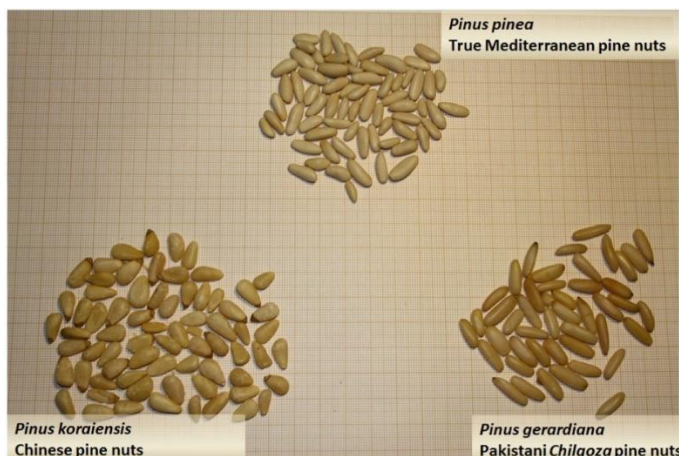 Pinus pinea
True Mediterranean pine nuts
Pinus koraiensis
Chinese pine nuts
Pinus gerardiana
Pakistani Chilgoza pine nuts